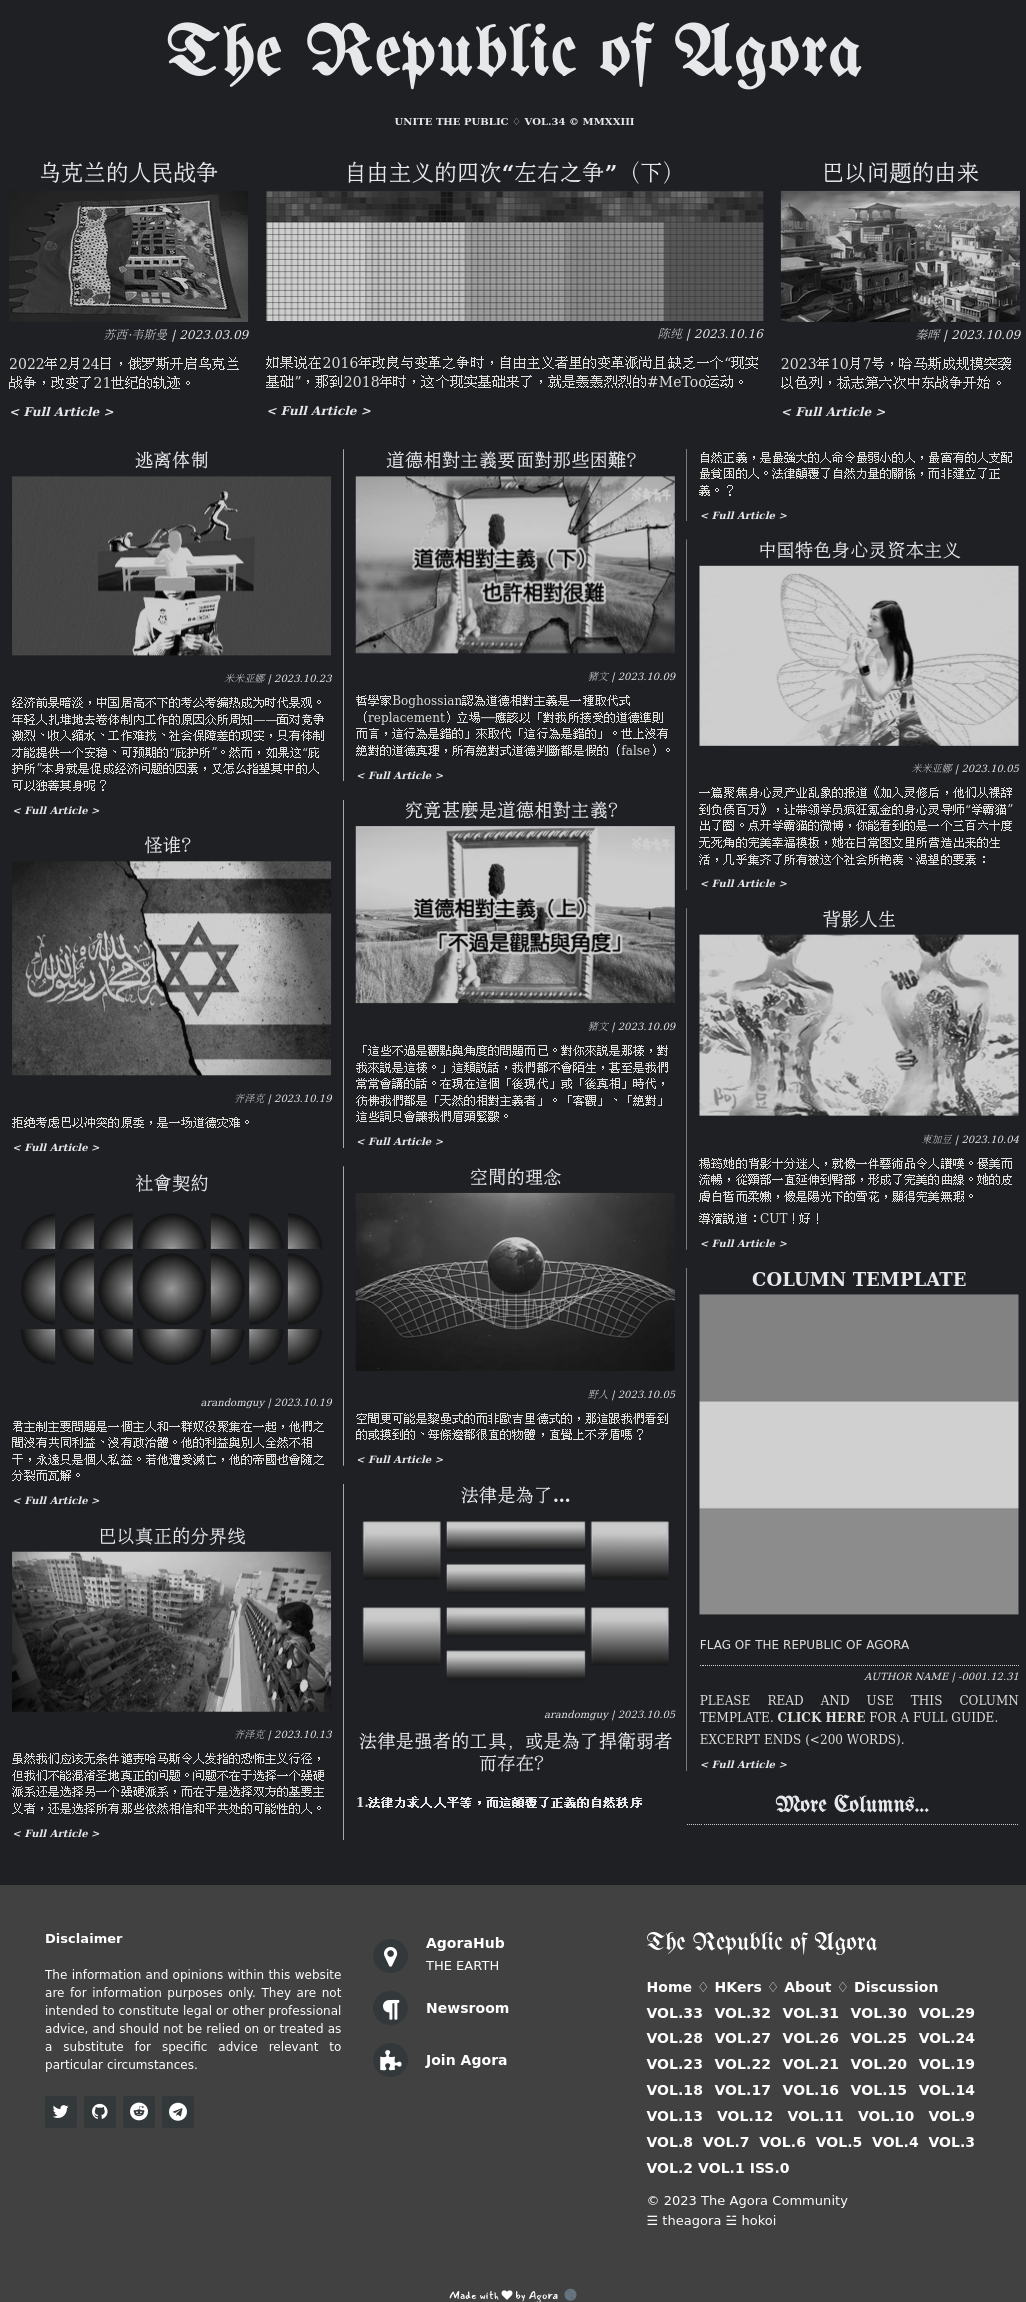 The Republic of Agora
UNITE THE PUBLIC ♢ VOL.34 © MMXXIII
乌克兰的人民战争
苏西·韦斯曼 | 2023.03.09
2022年2月24日，俄罗斯开启乌克兰
战争，改变了21世纪的轨迹。
< Full Article >
自由主义的四次“左右之争”（下）
陈纯 | 2023.10.16
如果说在2016年改良与变革之争时，自由主义者里的变革派尚且缺乏一个“现实
基础”，那到2018年时，这个现实基础来了，就是轰轰烈烈的#MeToo运动。
< Full Article >
巴以问题的由来
秦晖 | 2023.10.09
2023年10月7号，哈马斯成规模突袭
以色列，标志第六次中东战争开始。
< Full Article >
逃离体制
米米亚娜 | 2023.10.23
经济前景暗淡，中国居高不下的考公考编热成为时代景观。
年轻人扎堆地去卷体制内工作的原因众所周知——面对竞争
激烈、收入缩水、工作难找、社会保障差的现实，只有体制
才能提供一个安稳、可预期的“庇护所”。然而，如果这“庇
护所”本身就是促成经济问题的因素，又怎么指望其中的人
可以独善其身呢？
< Full Article >
怪谁？
齐泽克 | 2023.10.19
拒绝考虑巴以冲突的原委，是一场道德灾难。
< Full Article >
社會契約
arandomguy | 2023.10.19
君主制主要問題是一個主人和一群奴役聚集在一起，他們之
間沒有共同利益、沒有政治體。他的利益與別人全然不相
干，永遠只是個人私益。若他遭受滅亡，他的帝國也會隨之
分裂而瓦解。
< Full Article >
巴以真正的分界线
齐泽克 | 2023.10.13
虽然我们应该无条件谴责哈马斯令人发指的恐怖主义行径，
但我们不能混淆圣地真正的问题。问题不在于选择一个强硬
派系还是选择另一个强硬派系，而在于是选择双方的基要主
义者，还是选择所有那些依然相信和平共处的可能性的人。
< Full Article >
道德相對主義要面對那些困難？
道德相對主義（下）
也許相對很難
豬文 | 2023.10.09
哲學家Boghossian認為道德相對主義是一種取代式
（replacement）立場──應該以「對我所接受的道德準則
而言，這行為是錯的」來取代「這行為是錯的」。世上沒有
絕對的道德真理，所有絕對式道德判斷都是假的（false）。
< Full Article >
究竟甚麼是道德相對主義？
道德相對主義（上）
「不過是觀點與角度」
豬文 | 2023.10.09
「這些不過是觀點與角度的問題而已。對你來説是那樣，對
我來説是這樣。」這類説話，我們都不會陌生，甚至是我們
常常會講的話。在現在這個「後現代」或「後真相」時代，
彷彿我們都是「天然的相對主義者」。「客觀」、「絶對」
這些詞只會讓我們眉頭緊皺。
< Full Article >
空間的理念
野人 | 2023.10.05
空間更可能是黎曼式的而非歐吉里德式的，那這跟我們看到
的或摸到的、每條邊都很直的物體，直覺上不矛盾嗎？
< Full Article >
法律是為了…
arandomguy | 2023.10.05
法律是强者的工具，或是為了捍衛弱者
而存在？
1.法律力求人人平等，而這顛覆了正義的自然秩序
自然正義，是最強大的人命令最弱小的人，最富有的人支配
最貧困的人。法律顛覆了自然力量的關係，而非建立了正
義。？
< Full Article >
中国特色身心灵资本主义
米米亚娜 | 2023.10.05
一篇聚焦身心灵产业乱象的报道《加入灵修后，他们从裸辞
到负债百万》，让带领学员疯狂氪金的身心灵导师“学霸猫”
出了圈。点开学霸猫的微博，你能看到的是一个三百六十度
无死角的完美幸福模板，她在日常图文里所营造出来的生
活，几乎集齐了所有被这个社会所艳羡、渴望的要素：
< Full Article >
背影人生
東加豆 | 2023.10.04
楊筠她的背影十分迷人，就像一件藝術品令人讚嘆。優美而
流暢，從頸部一直延伸到臀部，形成了完美的曲線。她的皮
膚白皙而柔嫩，像是陽光下的雪花，顯得完美無瑕。
導演説道：CUT！好！
< Full Article >
COLUMN TEMPLATE
FLAG OF THE REPUBLIC OF AGORA
AUTHOR NAME | -0001.12.31
PLEASE READ AND USE THIS COLUMN
TEMPLATE. CLICK HERE FOR A FULL GUIDE.
EXCERPT ENDS (<200 WORDS).
< Full Article >
More Columns...
Disclaimer
The information and opinions within this website
are for information purposes only. They are not
intended to constitute legal or other professional
advice, and should not be relied on or treated as
a substitute for specific advice relevant to
particular circumstances.
AgoraHub
THE EARTH
Newsroom
Join Agora
The Republic of Agora
Home ♢ HKers ♢ About ♢ Discussion
VOL.33 VOL.32 VOL.31 VOL.30 VOL.29
VOL.28 VOL.27 VOL.26 VOL.25 VOL.24
VOL.23 VOL.22 VOL.21 VOL.20 VOL.19
VOL.18 VOL.17 VOL.16 VOL.15 VOL.14
VOL.13 VOL.12 VOL.11 VOL.10 VOL.9
VOL.8 VOL.7 VOL.6 VOL.5 VOL.4 VOL.3
VOL.2 VOL.1 ISS.0
© 2023 The Agora Community
☰ theagora ☱ hokoi
Made with ❤ by Agora